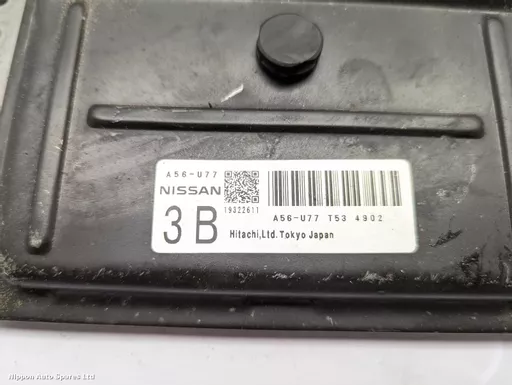 A56-U77
NISSAN
19322611
3B
A56-U77 T53 4902
Hitachi,Ltd.Tokyo Japan
Nippon Auto Spares Ltd